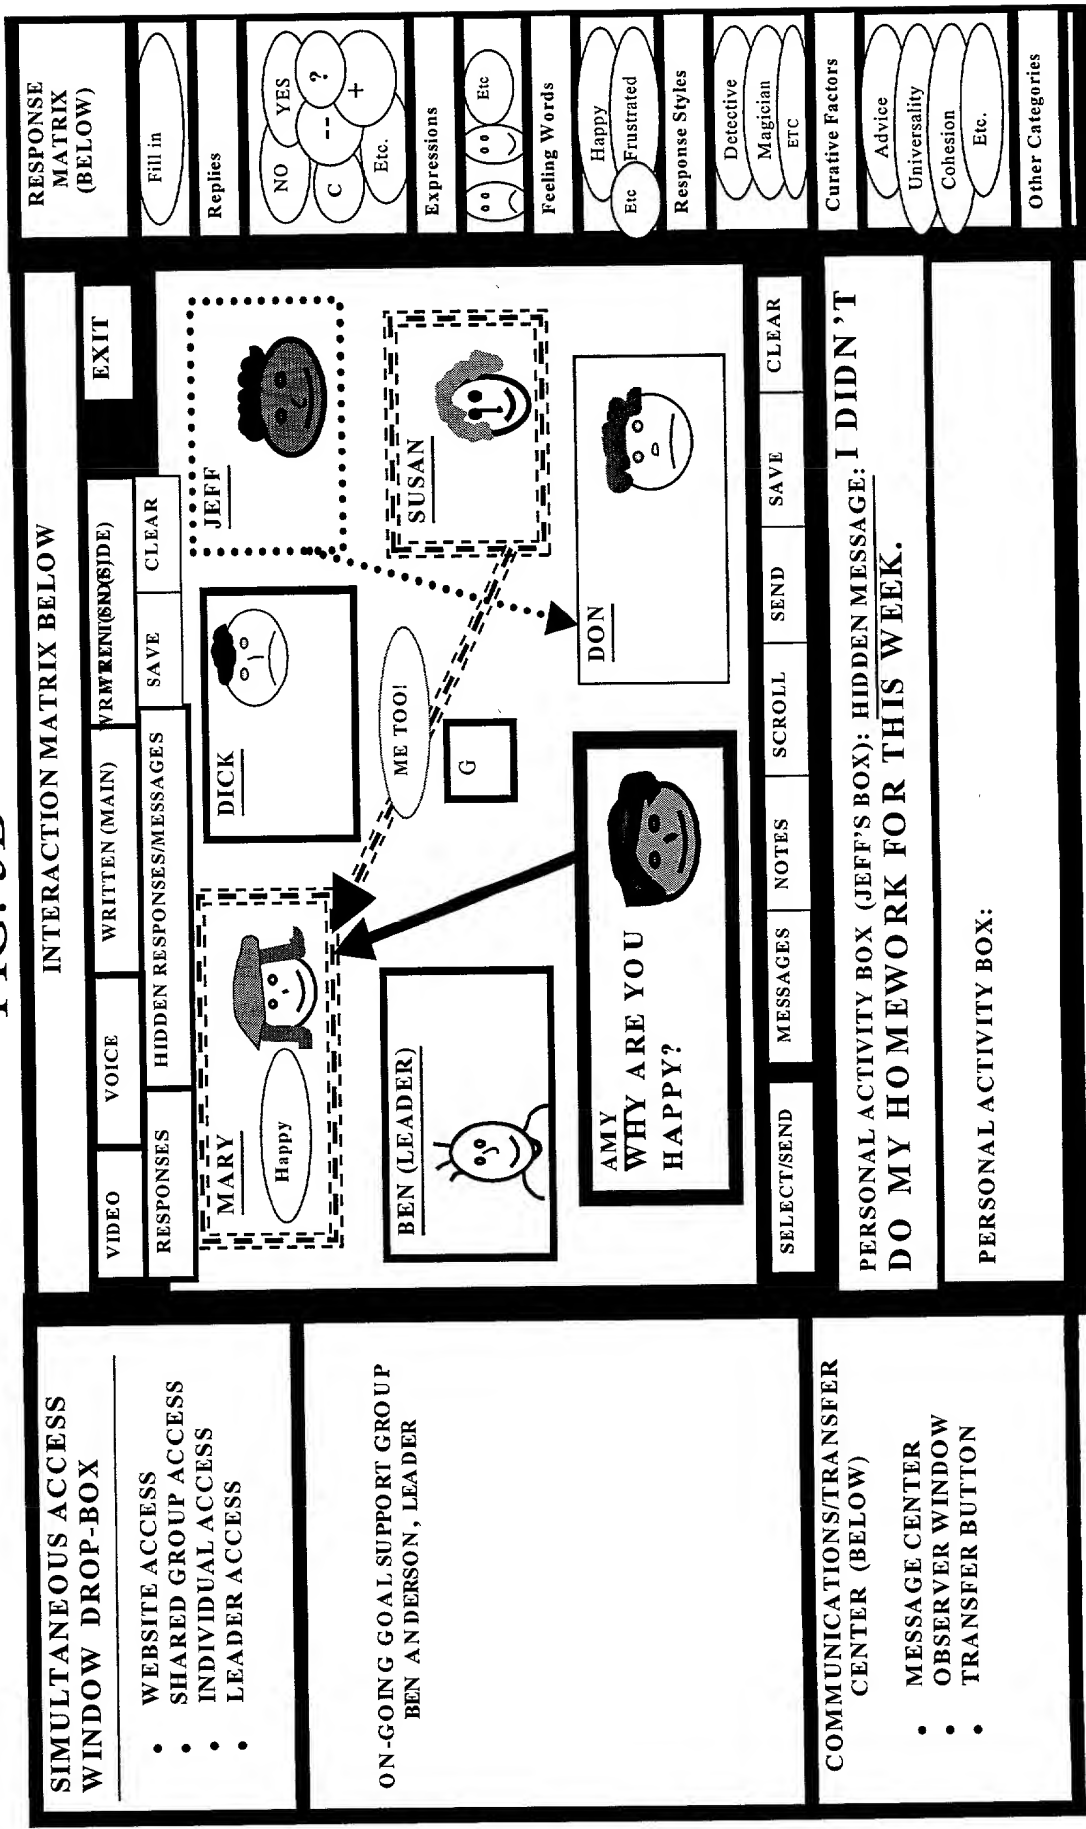 SIMULTANEOUS ACCESS
WINDOW DROP-BOX
• WEBSITE ACCESS
• SHARED GROUP ACCESS
• INDIVIDUAL ACCESS
• LEADER ACCESS
ON-GOING GOAL SUPPORT GROUP
BEN ANDERSON, LEADER
COMMUNICATIONS/TRANSFER
CENTER (BELOW)
• MESSAGE CENTER
• OBSERVER WINDOW
• TRANSFER BUTTON
INTERACTION MATRIX BELOW
VIDEO
VOICE
WRITTEN (MAIN)
EXIT
RESPONSES
HIDDEN RESPONSES/MESSAGES
SAVE
CLEAR
MARY
Happy
DICK
JEFF
BEN (LEADER)
ME TOO!
G
SUSAN
AMY
WHY ARE YOU
HAPPY?
DON
SELECT/SEND
MESSAGES
NOTES
SCROLL
SEND
SAVE
CLEAR
PERSONAL ACTIVITY BOX (JEFF'S BOX): HIDDEN MESSAGE: I DIDN'T
DO MY HOMEWORK FOR THIS WEEK.
PERSONAL ACTIVITY BOX:
RESPONSE
MATRIX
(BELOW)
Fill in
Replies
NO
YES
C
--
?
Etc.
+
Expressions
Etc
Feeling Words
Happy
Etc
Frustrated
Response Styles
Detective
Magician
ETC
Curative Factors
Advice
Universality
Cohesion
Etc.
Other Categories